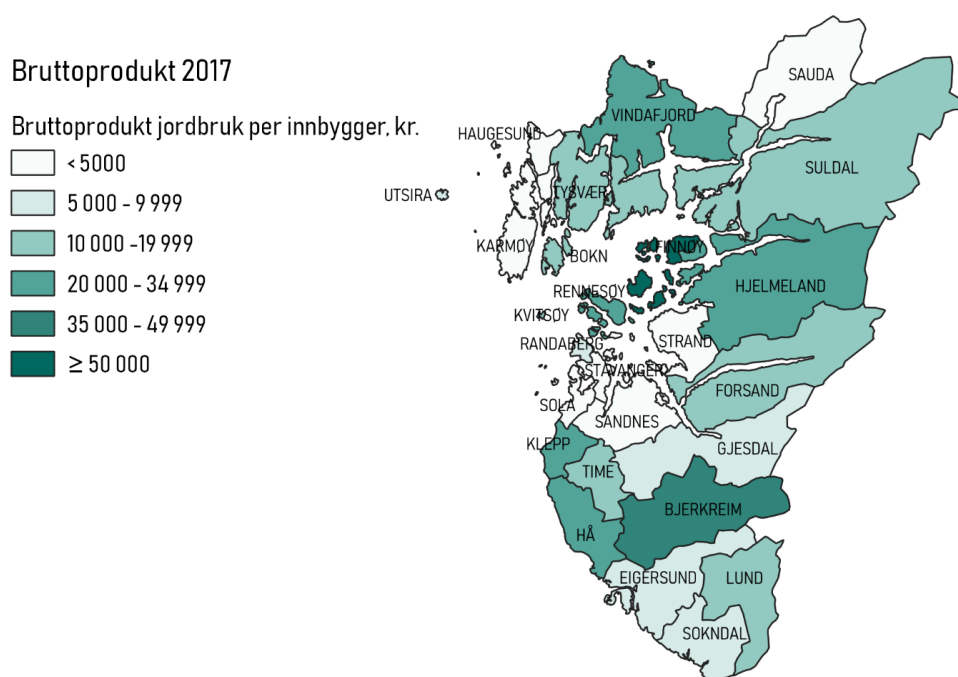 Bruttoprodukt 2017
Bruttoprodukt jordbruk per innbygger, kr.
< 5000
5 000 - 9 999
10 000 -19 999
20 000 - 34 999
35 000 - 49 999
≥ 50 000
SAUDA
VINDAFJORD
HAUGESUND
SULDAL
UTSIRA
TYSVÆR
KARMØY
BOKN
FINNØY
HJELMELAND
RENNESØY
KVITSØY
STRAND
RANDABERG
STAVANGER
FORSAND
SOLA
SANDNES
KLEPP
GJESDAL
TIME
BJERKREIM
HÅ
EIGERSUND
LUND
SOKNDAL